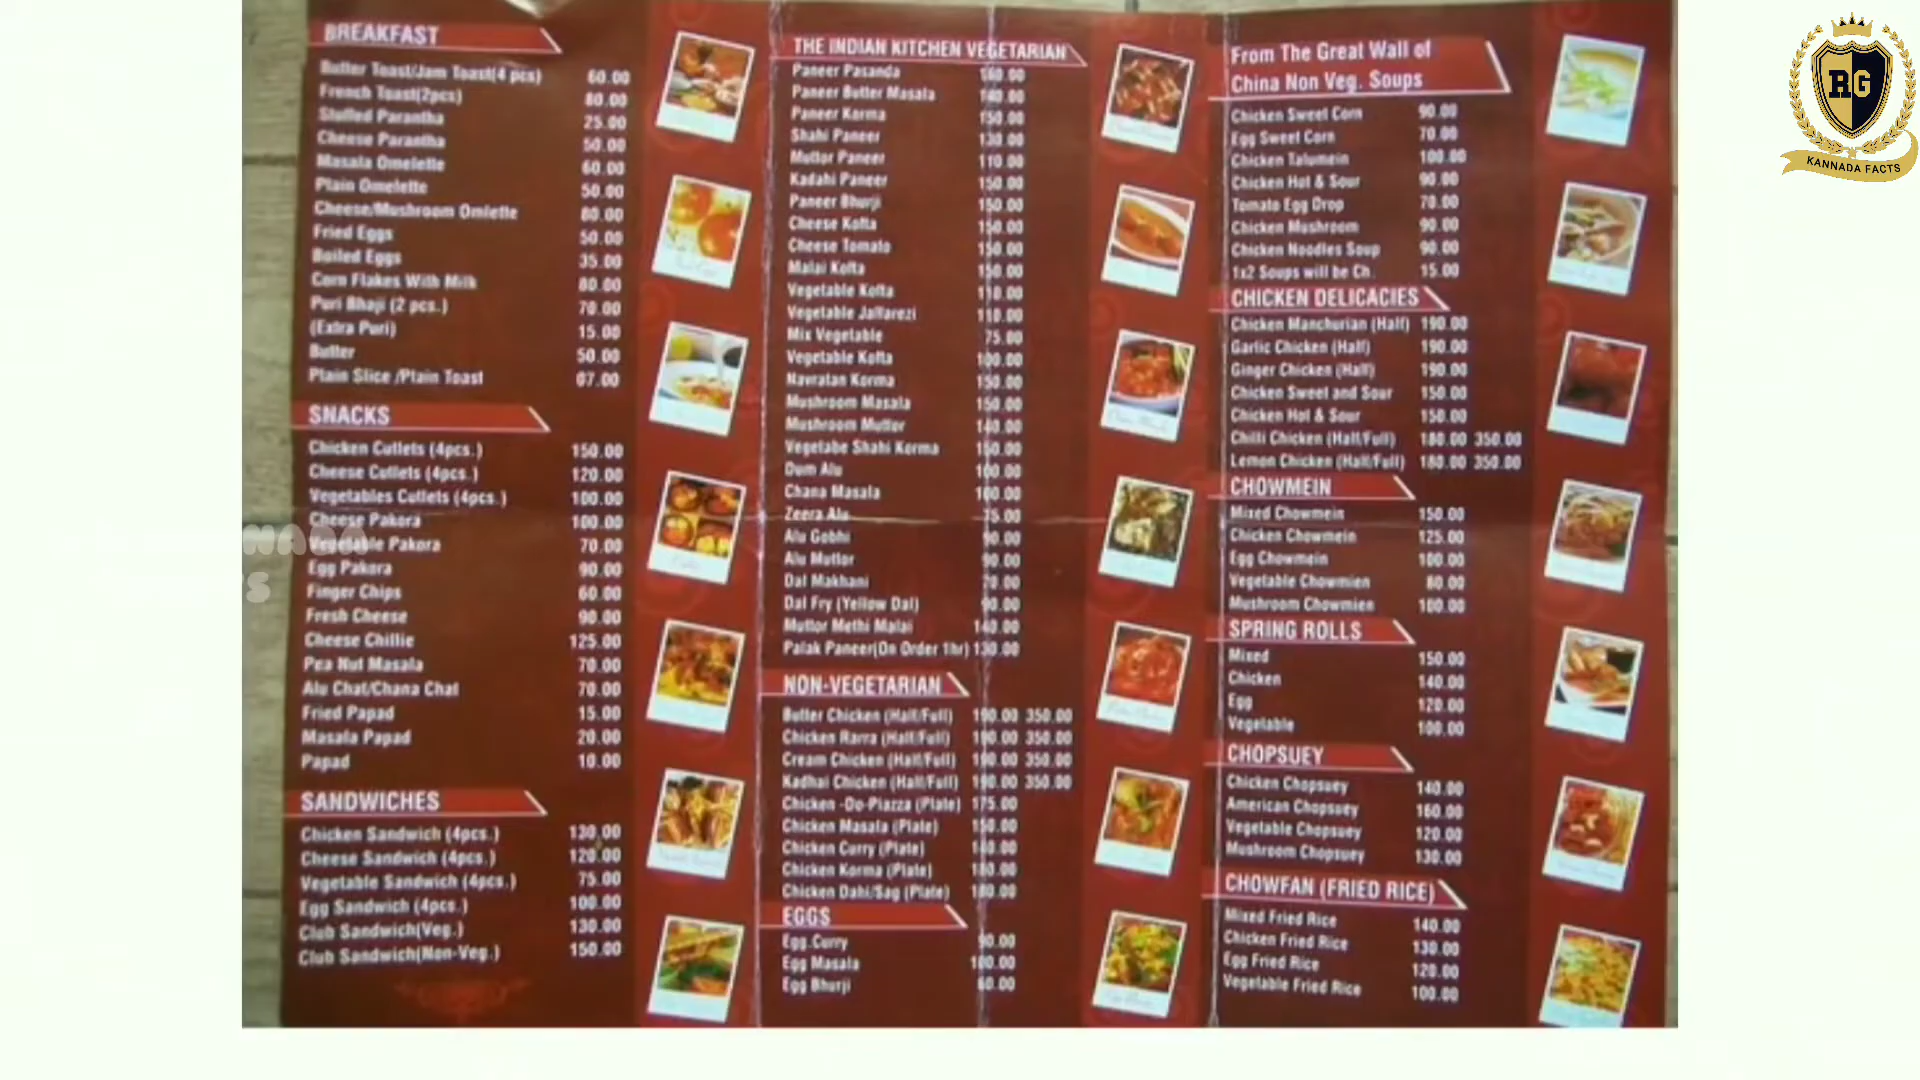 BREAKFAST
Butter Toast/Jam Toast(4 pcs) 60.00
French Toast(2pcs) 80.00
Stuffed Parantha 25.00
Cheese Parantha 50.00
Masala Omelette 60.00
Plain Omelette 50.00
Cheese/Mushroom Omlette 80.00
Fried Eggs 50.00
Boiled Eggs 35.00
Corn Flakes With Milk 80.00
Puri Bhaji (2 pcs.) 70.00
(Extra Puri) 15.00
Butter 50.00
Plain Slice /Plain Toast 07.00
SNACKS
Chicken Cutlets (4pcs.) 150.00
Cheese Cutlets (4pcs.) 120.00
Vegetables Cutlets (4pcs.) 100.00
Cheese Pakora 100.00
Vegetable Pakora 70.00
Egg Pakora 90.00
Finger Chips 60.00
Fresh Cheese 90.00
Cheese Chillie 125.00
Pea Nut Masala 70.00
Alu Chat/Chana Chat 70.00
Fried Papad 15.00
Masala Papad 20.00
Papad 10.00
SANDWICHES
Chicken Sandwich (4pcs.) 130.00
Cheese Sandwich (4pcs.) 120.00
Vegetable Sandwich (4pcs.) 75.00
Egg Sandwich (4pcs.) 100.00
Club Sandwich(Veg.) 130.00
Club Sandwich(Non-Veg.) 150.00
THE INDIAN KITCHEN VEGETARIAN
Paneer Pasanda 160.00
Paneer Butter Masala 140.00
Paneer Korma 150.00
Shahi Paneer 130.00
Muttor Paneer 110.00
Kadahi Paneer 150.00
Paneer Bhurji 150.00
Cheese Kofta 150.00
Cheese Tomato 150.00
Malai Kofta 150.00
Vegetable Kofta 110.00
Vegetable Jalfarezi 110.00
Mix Vegetable 75.00
Vegetable Kofta 100.00
Navratan Korma 150.00
Mushroom Masala 150.00
Mushroom Muttor 140.00
Vegetabe Shahi Korma 150.00
Dum Alu 100.00
Chana Masala 100.00
Zeera Alu 75.00
Alu Gobhi 90.00
Alu Muttor 90.00
Dal Makhani 70.00
Dal Fry (Yellow Dal) 90.00
Muttor Methi Malai 140.00
Palak Paneer(On Order 1hr) 130.00
NON-VEGETARIAN
Butter Chicken (Half/Full) 190.00 350.00
Chicken Rarra (Half/Full) 190.00 350.00
Cream Chicken (Half/Full) 190.00 350.00
Kadhai Chicken (Half/Full) 190.00 350.00
Chicken -Do-Piazza (Plate) 175.00
Chicken Masala (Plate) 150.00
Chicken Curry (Plate)
Chicken Korma (Plate) 180.00
Chicken Dahi/Sag (Plate) 180.00
EGGS
Egg Curry 90.00
Egg Masala 100.00
Egg Bhurji 60.00
From The Great Wall of
China Non Veg. Soups
Chicken Sweet Corn 90.00
Egg Sweet Corn 70.00
Chicken Talumein 100.00
Chicken Hot & Sour 90.00
Tomato Egg Drop 70.00
Chicken Mushroom 90.00
Chicken Noodles Soup 90.00
1x2 Soups will be Ch. 15.00
CHICKEN DELICACIES
Chicken Manchurian (Half) 190.00
Garlic Chicken (Half) 190.00
Ginger Chicken (Half) 190.00
Chicken Sweet and Sour 150.00
Chicken Hot & Sour 150.00
Chilli Chicken (Half/Full) 180.00 350.00
Lemon Chicken (Half/Full) 180.00 350.00
CHOWMEIN
Mixed Chowmein 150.00
Chicken Chowmein 125.00
Egg Chowmein 100.00
Vegetable Chowmien 80.00
Mushroom Chowmien 100.00
SPRING ROLLS
Mixed 150.00
Chicken 140.00
Egg 120.00
Vegetable 100.00
CHOPSUEY
Chicken Chopsuey 140.00
American Chopsuey 160.00
Vegetable Chopsuey 120.00
Mushroom Chopsuey 130.00
CHOWFAN (FRIED RICE)
Mixed Fried Rice 140.00
Chicken Fried Rice 130.00
Egg Fried Rice 120.00
Vegetable Fried Rice 100.00
RG
KANNADA FACTS